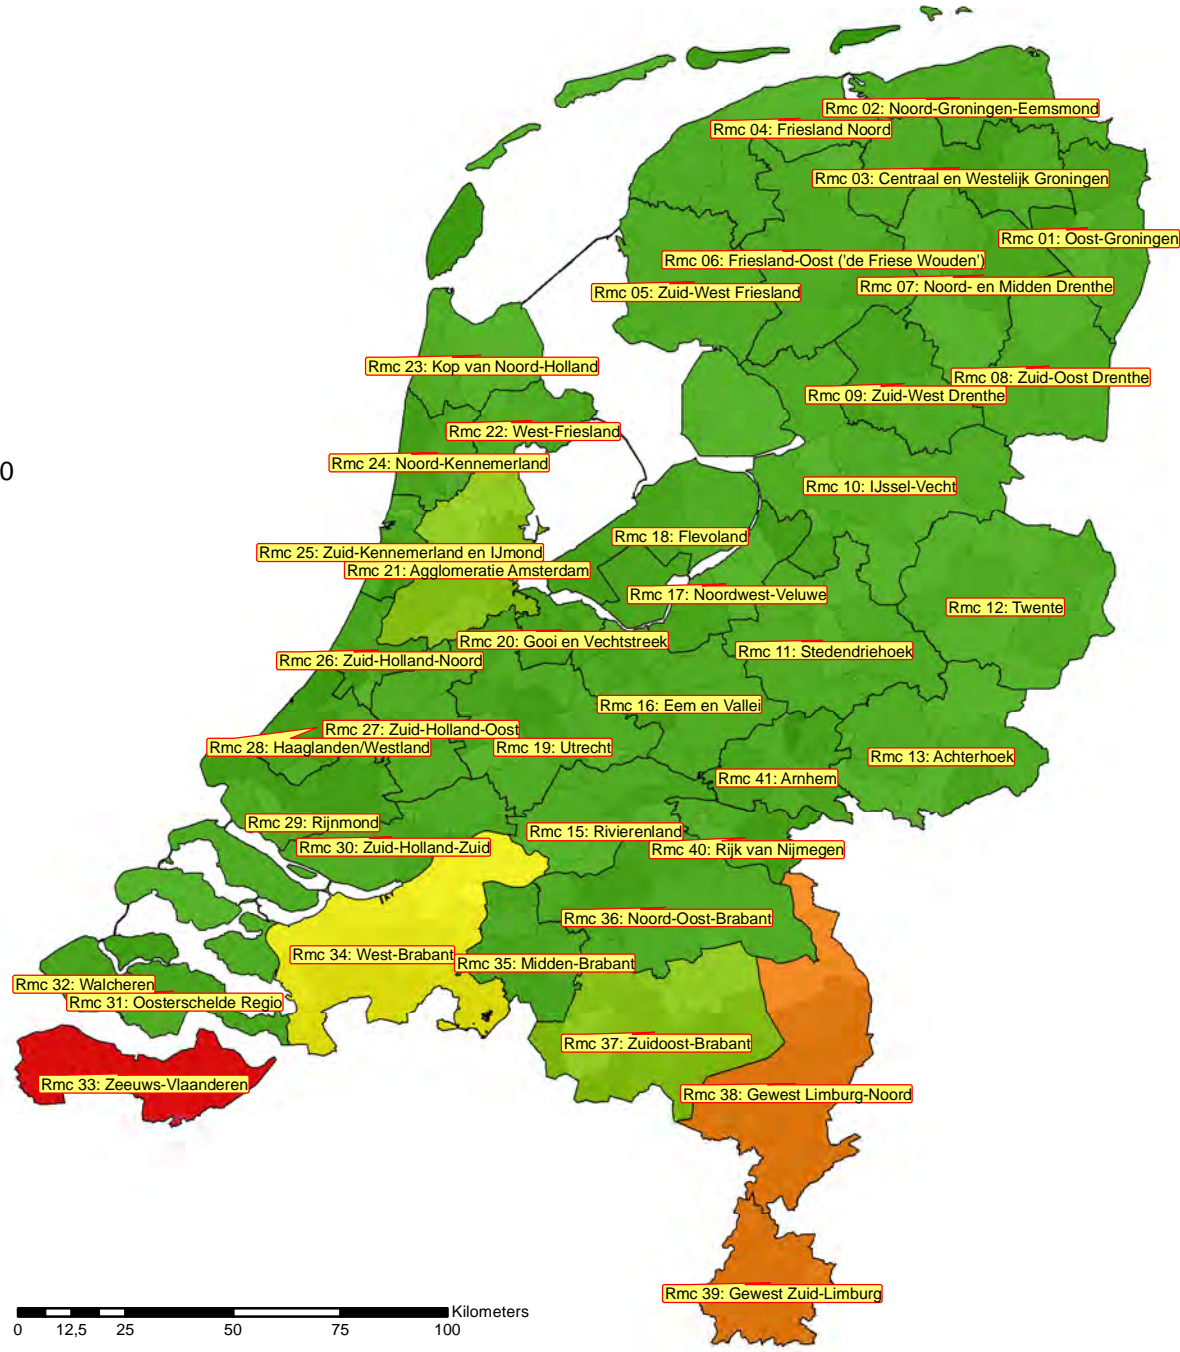 Rmc 02: Noord-Groningen-Eemsmond
Rmc 04: Friesland Noord
Rmc 03: Centraal en Westelijk Groningen
Rmc 01: Oost-Groningen
Rmc 06: Friesland-Oost ('de Friese Wouden')
Rmc 07: Noord- en Midden Drenthe
Rmc 05: Zuid-West Friesland
Rmc 23: Kop van Noord-Holland
Rmc 08: Zuid-Oost Drenthe
Rmc 09: Zuid-West Drenthe
Rmc 22: West-Friesland
Rmc 24: Noord-Kennemerland
0
Rmc 10: IJssel-Vecht
Rmc 18: Flevoland
Rmc 25: Zuid-Kennemerland en IJmond
Rmc 21: Agglomeratie Amsterdam
Rmc 17: Noordwest-Veluwe
Rmc 12: Twente
Rmc 20: Gooi en Vechtstreek
Rmc 11: Stedendriehoek
Rmc 26: Zuid-Holland-Noord
Rmc 16: Eem en Vallei
Rmc 27: Zuid-Holland-Oost
Rmc 28: Haaglanden/Westland
Rmc 19: Utrecht
Rmc 13: Achterhoek
Rmc 41: Arnhem
Rmc 29: Rijnmond
Rmc 15: Rivierenland
Rmc 30: Zuid-Holland-Zuid
Rmc 40: Rijk van Nijmegen
Rmc 36: Noord-Oost-Brabant
Rmc 34: West-Brabant
Rmc 35: Midden-Brabant
Rmc 32: Walcheren
Rmc 31: Oosterschelde Regio
Rmc 37: Zuidoost-Brabant
Rmc 33: Zeeuws-Vlaanderen
Rmc 38: Gewest Limburg-Noord
Rmc 39: Gewest Zuid-Limburg
Kilometers
0 12,5 25 50 75 100